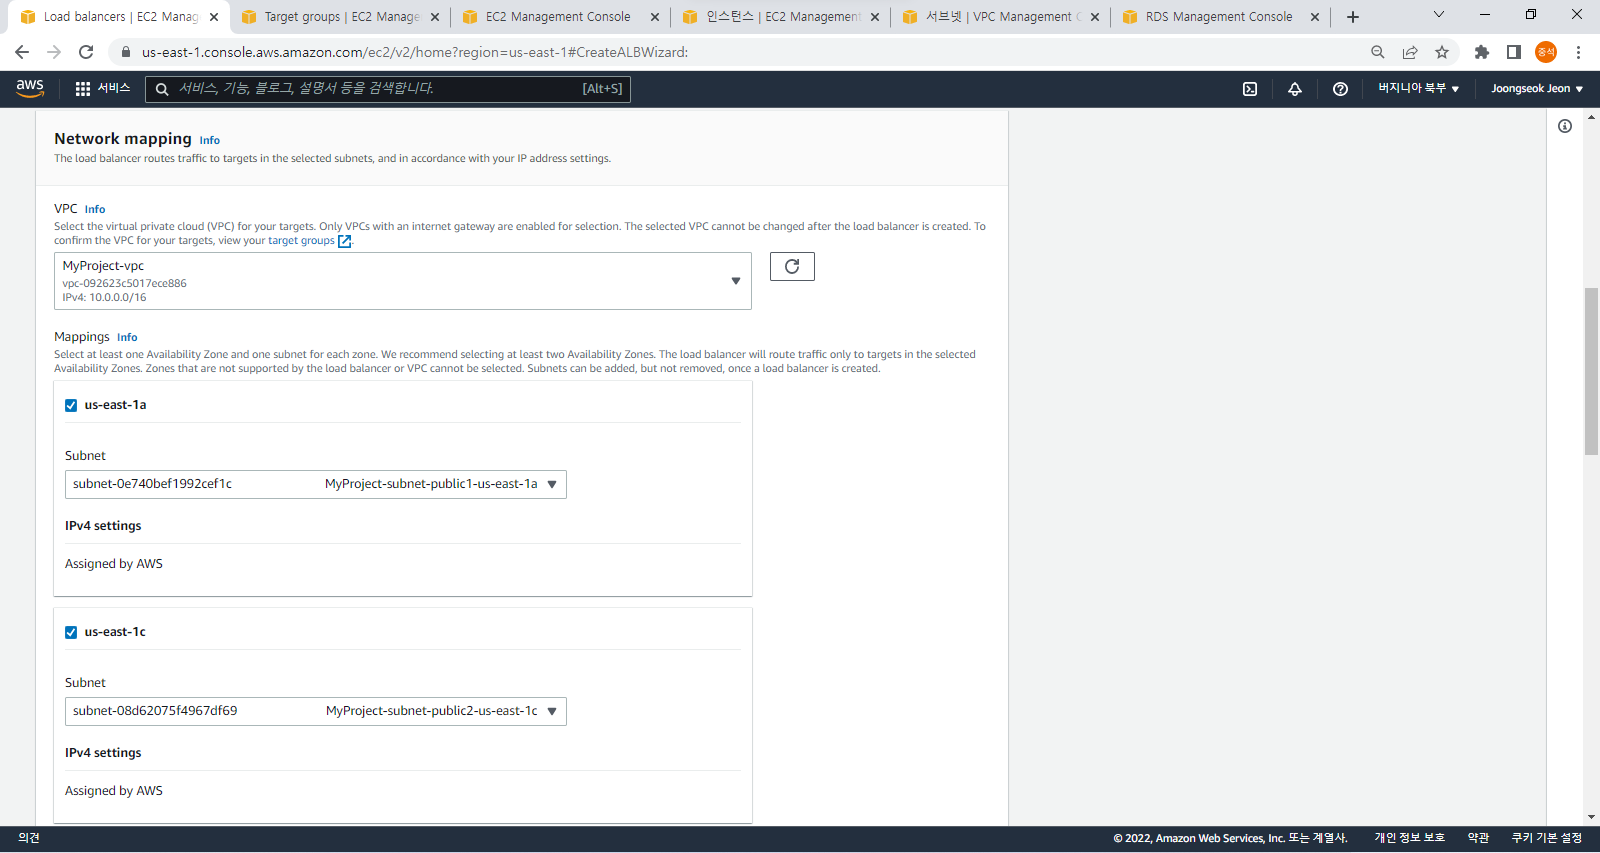 Load balancers | EC2 Manag
Target groups | EC2 Manage
EC2 Management Console
인스턴스 | EC2 Management
서브넷 | VPC Management C
RDS Management Console
us-east-1.console.aws.amazon.com/ec2/v2/home?region=us-east-1#CreateALBWizard:
중석
aws
서비스
서비스, 기능, 블로그, 설명서 등을 검색합니다.
[Alt+S]
버지니아 북부
Joongseok Jeon
Network mapping Info
The load balancer routes traffic to targets in the selected subnets, and in accordance with your IP address settings.
VPC Info
Select the virtual private cloud (VPC) for your targets. Only VPCs with an internet gateway are enabled for selection. The selected VPC cannot be changed after the load balancer is created. To
confirm the VPC for your targets, view your target groups .
MyProject-vpc
vpc-092623c5017ece886
IPv4: 10.0.0.0/16
Mappings Info
Select at least one Availability Zone and one subnet for each zone. We recommend selecting at least two Availability Zones. The load balancer will route traffic only to targets in the selected
Availability Zones. Zones that are not supported by the load balancer or VPC cannot be selected. Subnets can be added, but not removed, once a load balancer is created.
us-east-1a
Subnet
subnet-0e740bef1992cef1c MyProject-subnet-public1-us-east-1a
IPv4 settings
Assigned by AWS
us-east-1c
Subnet
subnet-08d62075f4967df69 MyProject-subnet-public2-us-east-1c
IPv4 settings
Assigned by AWS
의견
© 2022, Amazon Web Services, Inc. 또는 계열사.
개인 정보 보호
약관
쿠키 기본 설정